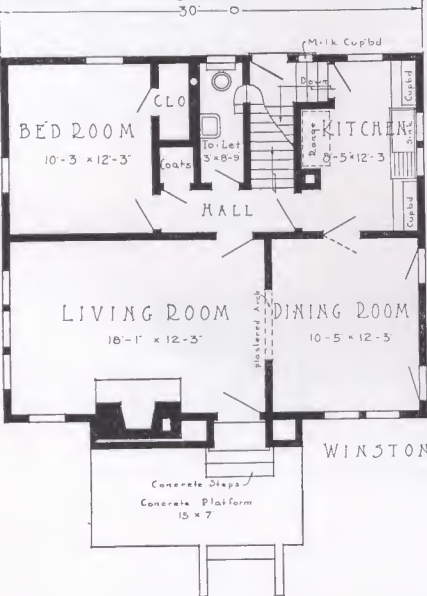 30'-0
Milk Cup'bd
Down
CLO
Cupbd
BED ROOM
10'-3 × 12'-3"
KITCHEN
8'-5" × 12'-3
Range
Sink
To.Let
3' × 8'-9
Coats
Cupbd
HALL
LIVING ROOM
18'-1" × 12'-3"
Plastered Arch
DINING ROOM
10'-5 × 12'-3"
WINSTON
Concrete Steps
Concrete Platform
15 × 7'